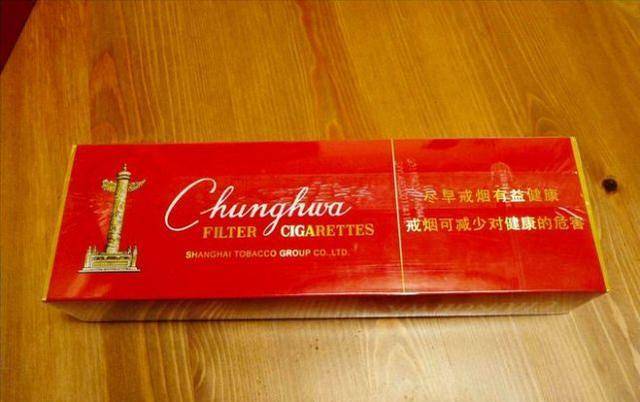 Chunghwa
FILTER CIGARETTES
SHANGHAI TOBACCO GROUP CO.,LTD.
尽早戒烟有益健康
戒烟可减少对健康的危害